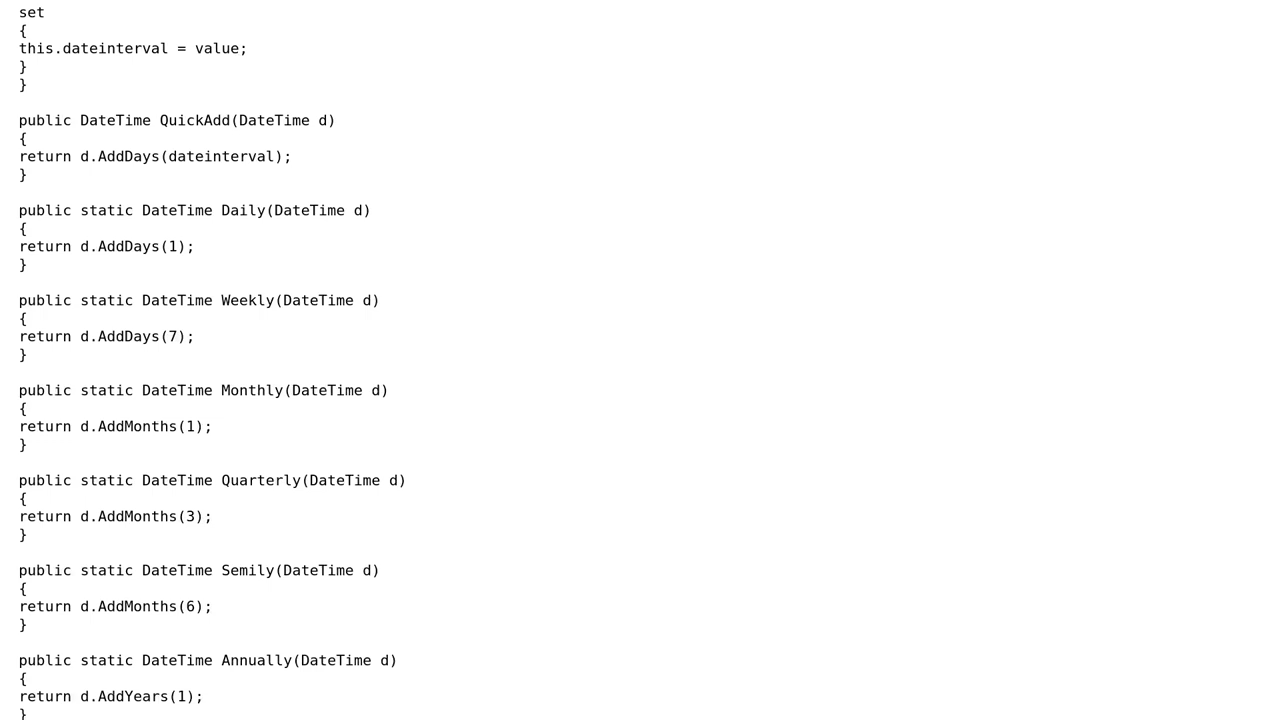 set
{
this.dateinterval = value;
}
}

public DateTime QuickAdd(DateTime d)
{
return d.AddDays(dateinterval);
}

public static DateTime Daily(DateTime d)
{
return d.AddDays(1);
}

public static DateTime Weekly(DateTime d)
{
return d.AddDays(7);
}

public static DateTime Monthly(DateTime d)
{
return d.AddMonths(1);
}

public static DateTime Quarterly(DateTime d)
{
return d.AddMonths(3);
}

public static DateTime Semily(DateTime d)
{
return d.AddMonths(6);
}

public static DateTime Annually(DateTime d)
{
return d.AddYears(1);
}